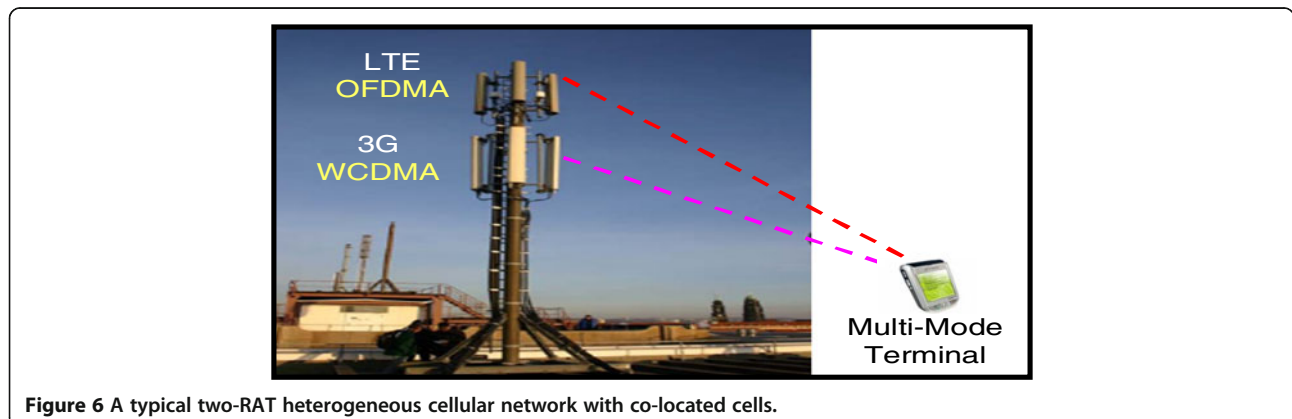 LTE
OFDMA
3G
WCDMA
Multi-Mode
Terminal
Figure 6 A typical two-RAT heterogeneous cellular network with co-located cells.